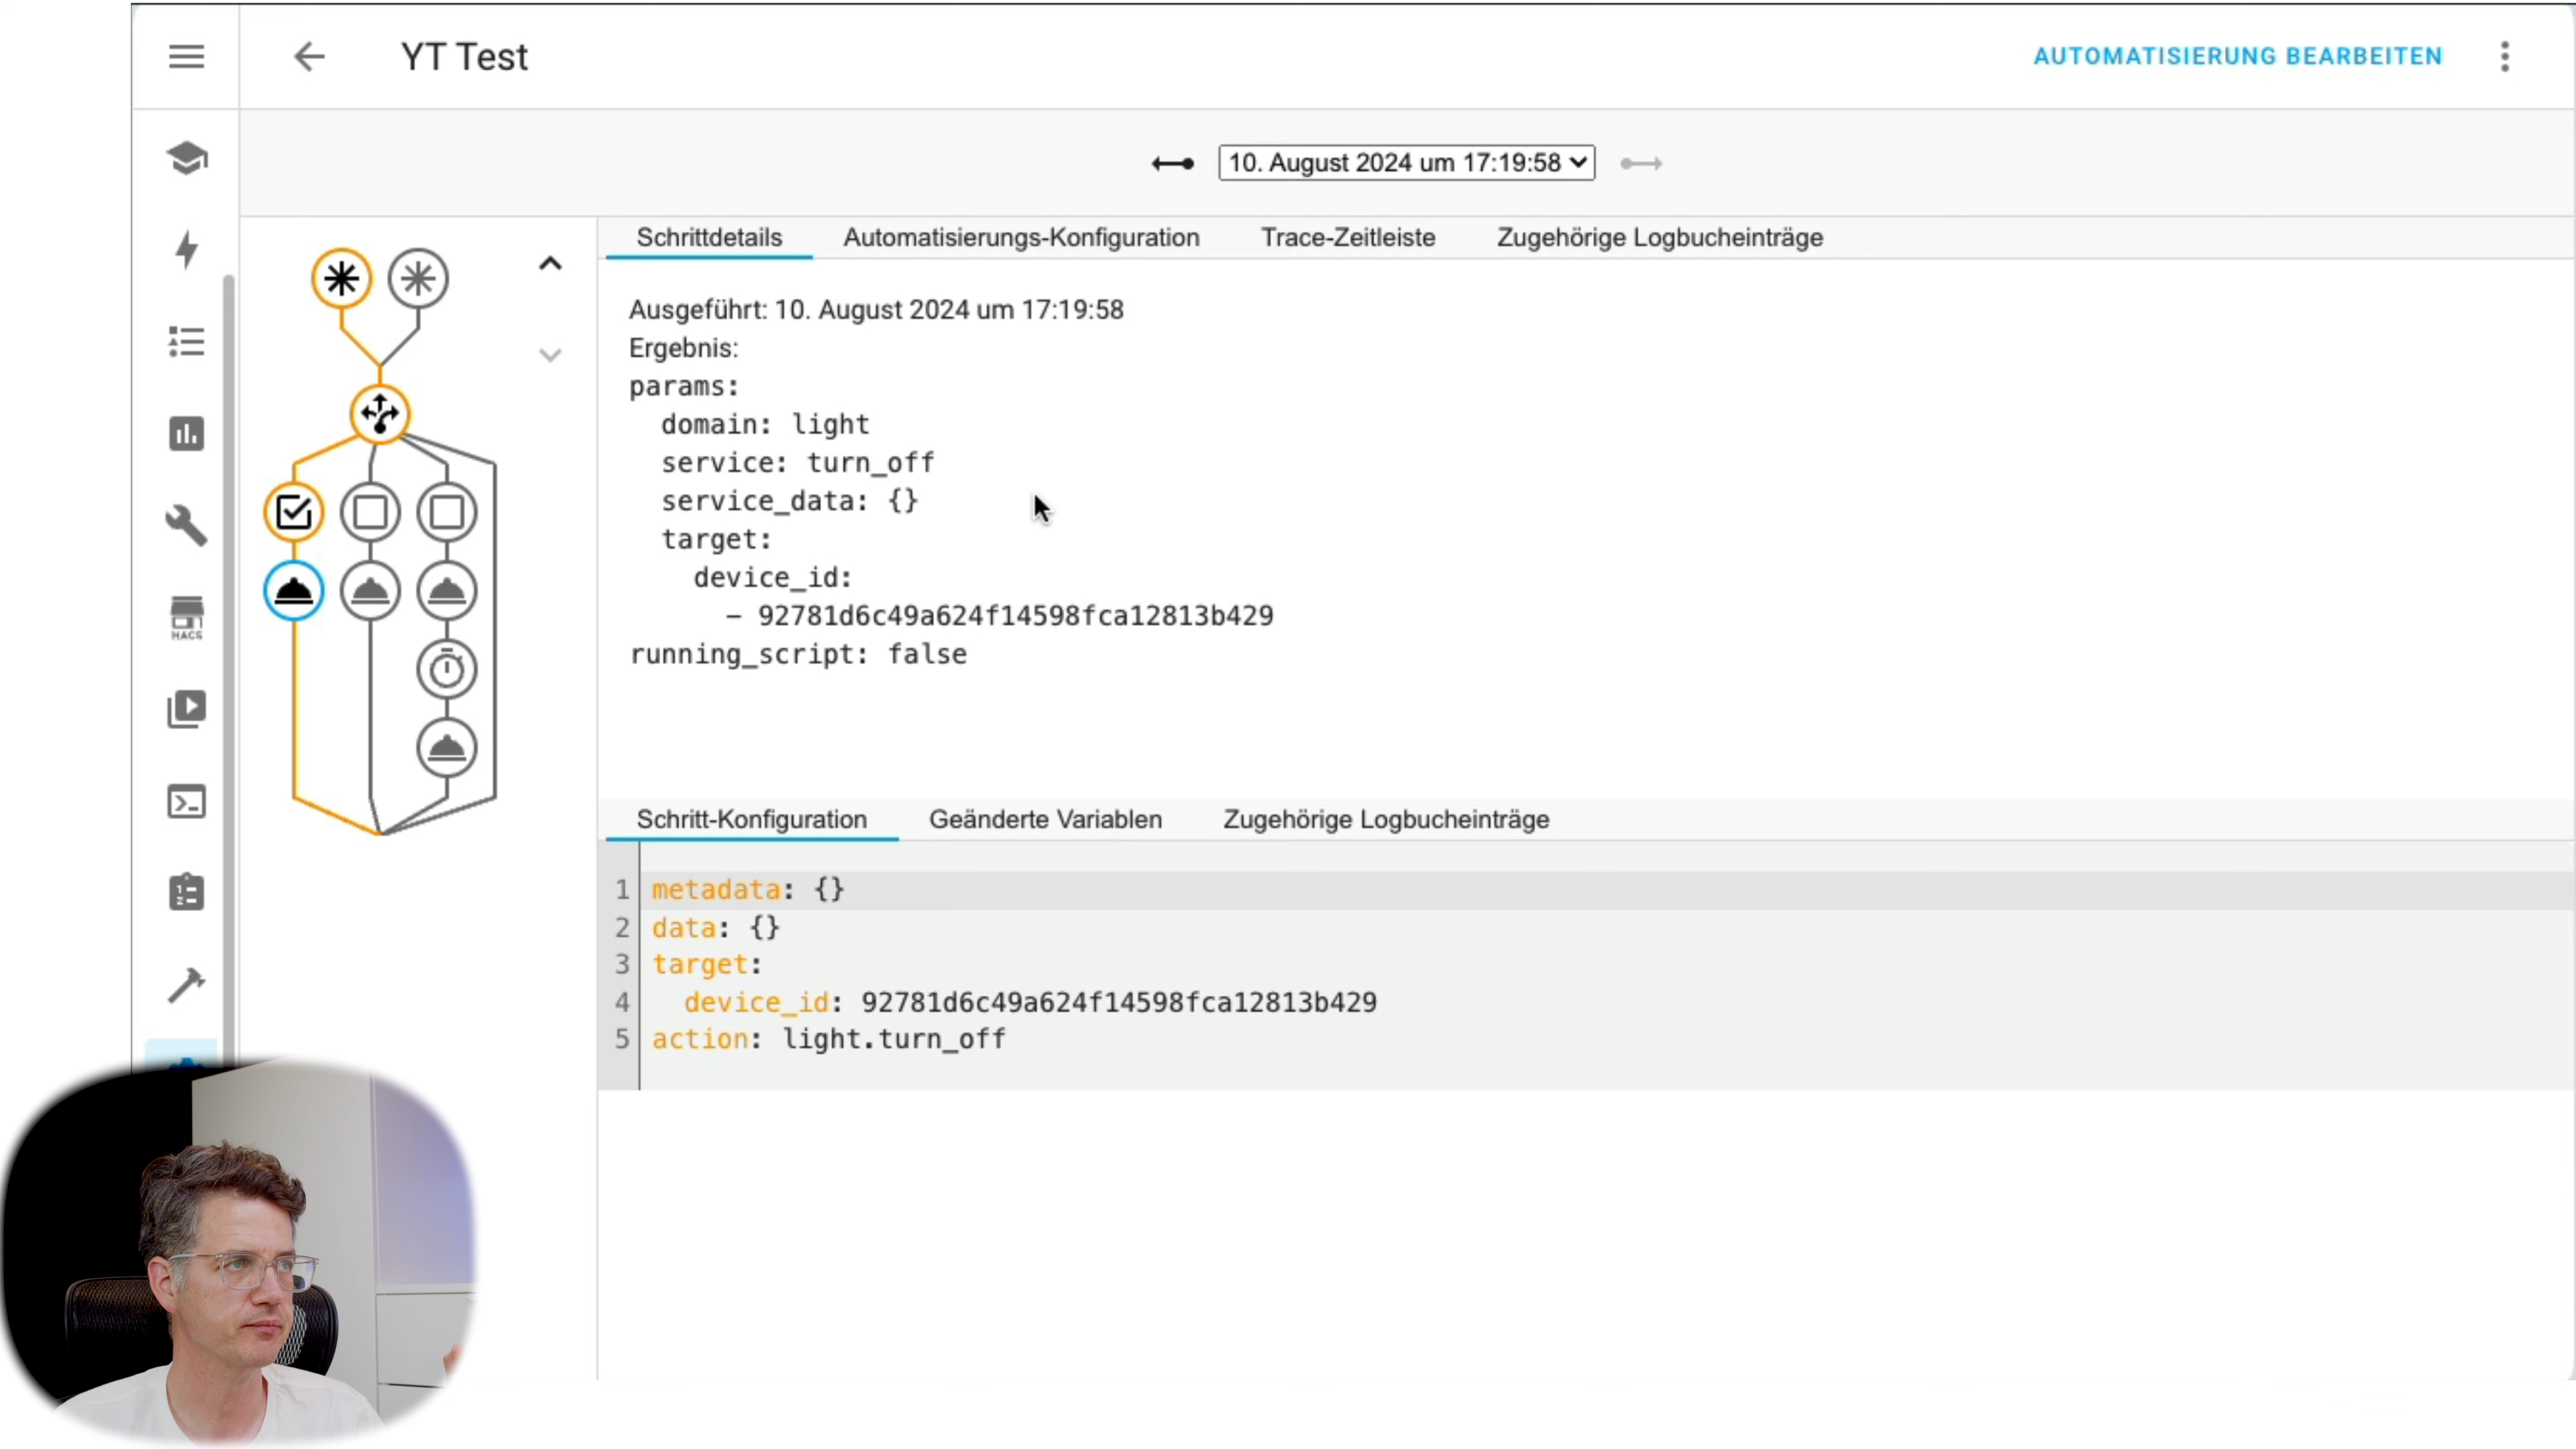 YT Test
AUTOMATISIERUNG BEARBEITEN
10. August 2024 um 17:19:58
Schrittdetails
Automatisierungs-Konfiguration
Trace-Zeitleiste
Zugehörige Logbucheinträge
Ausgeführt: 10. August 2024 um 17:19:58
Ergebnis:
params:
domain: light
service: turn_off
service_data: {}
target:
device_id:
- 92781d6c49a624f14598fca12813b429
running_script: false
HACS
Schritt-Konfiguration
Geänderte Variablen
Zugehörige Logbucheinträge
1 metadata: {}
2 data: {}
3 target:
4 device_id: 92781d6c49a624f14598fca12813b429
5 action: light.turn_off